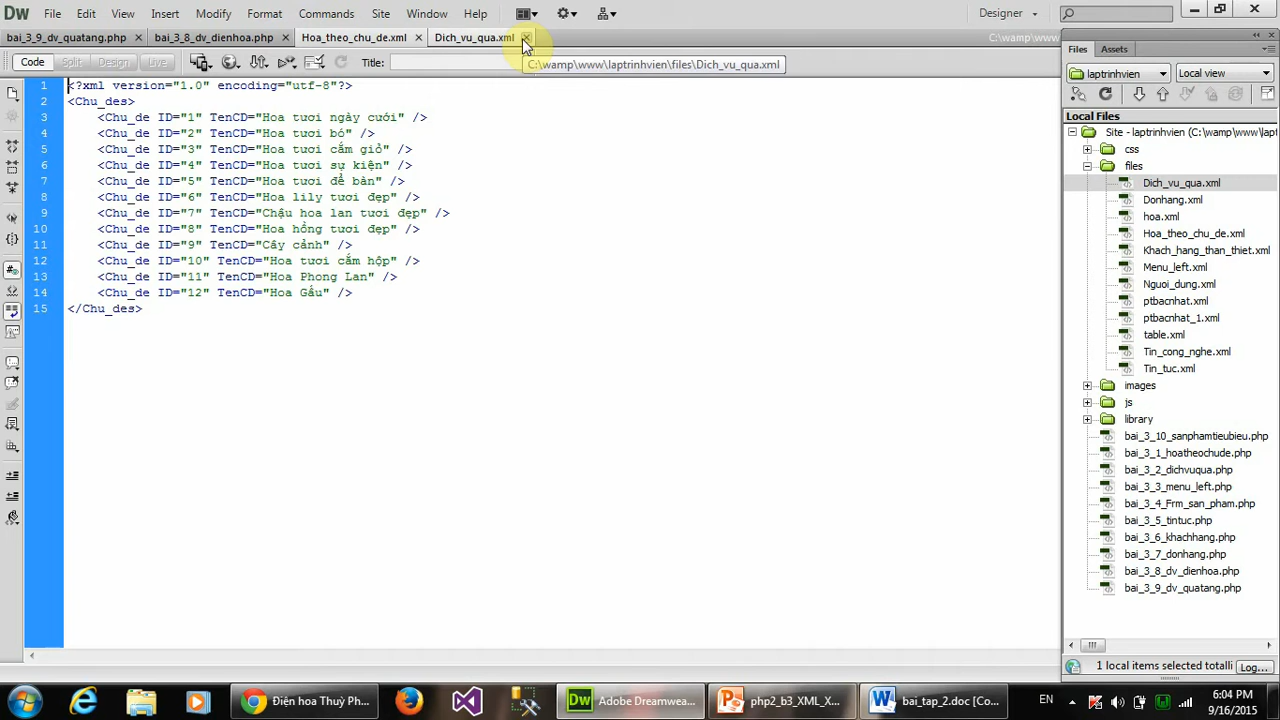 Dw File Edit View Insert Modify Format Commands Site Window Help Designer
bai_3_9_dv_quatang.php × bai_3_8_dv_dienhoa.php × Hoa_theo_chu_de.xml × Dich_vu_qua.xml C:\wamp\www
Code Split Design Live Title:
C:\wamp\www\laptrinhvien\files\Dich_vu_qua.xml
1 <?xml version="1.0" encoding="utf-8"?>
2 <Chu_des>
3 <Chu_de ID="1" TenCD="Hoa tươi ngày cưới" />
4 <Chu_de ID="2" TenCD="Hoa tươi bó" />
5 <Chu_de ID="3" TenCD="Hoa tươi cắm giỏ" />
6 <Chu_de ID="4" TenCD="Hoa tươi sự kiện" />
7 <Chu_de ID="5" TenCD="Hoa tươi để bàn" />
8 <Chu_de ID="6" TenCD="Hoa lily tươi đẹp" />
9 <Chu_de ID="7" TenCD="Chậu hoa lan tươi đẹp" />
10 <Chu_de ID="8" TenCD="Hoa hồng tươi đẹp" />
11 <Chu_de ID="9" TenCD="Cây cảnh" />
12 <Chu_de ID="10" TenCD="Hoa tươi cắm hộp" />
13 <Chu_de ID="11" TenCD="Hoa Phong Lan" />
14 <Chu_de ID="12" TenCD="Hoa Gấu" />
15 </Chu_des>
Files Assets
laptrinhvien Local view
Local Files
Site - laptrinhvien (C:\wamp\www\lapt
css
files
Dich_vu_qua.xml
Donhang.xml
hoa.xml
Hoa_theo_chu_de.xml
Khach_hang_than_thiet.xml
Menu_left.xml
Nguoi_dung.xml
ptbacnhat.xml
ptbacnhat_1.xml
table.xml
Tin_cong_nghe.xml
Tin_tuc.xml
images
js
library
bai_3_10_sanphamtieubieu.php
bai_3_1_hoatheochude.php
bai_3_2_dichvuqua.php
bai_3_3_menu_left.php
bai_3_4_Frm_san_pham.php
bai_3_5_tintuc.php
bai_3_6_khachhang.php
bai_3_7_donhang.php
bai_3_8_dv_dienhoa.php
bai_3_9_dv_quatang.php
1 local items selected totalli Log...
Điện hoa Thuỳ Ph... Adobe Dreamwea... php2_b3_XML_X... bai_tap_2.doc [Co... EN
6:04 PM
9/16/2015